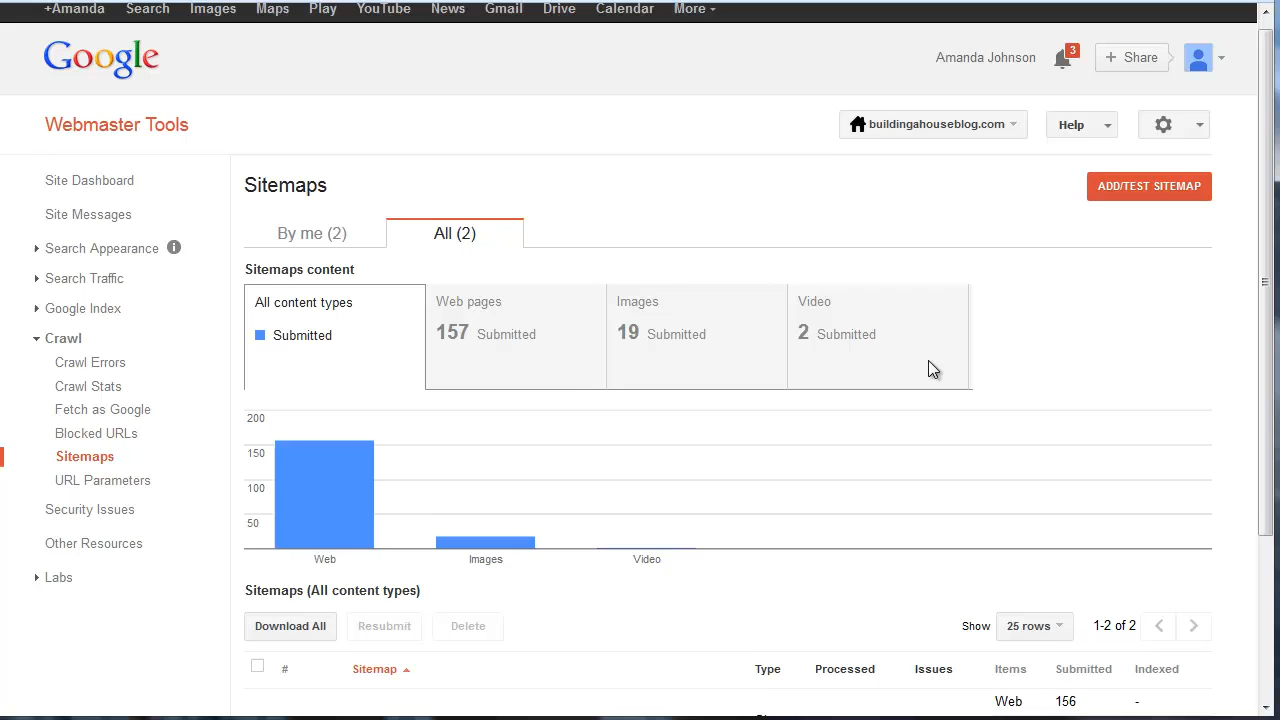 +Amanda Search Images Maps Play YouTube News Gmail Drive Calendar More
Google
Amanda Johnson 3 + Share
Webmaster Tools
buildingahouseblog.com Help
Site Dashboard
Site Messages
Search Appearance i
Search Traffic
Google Index
Crawl
Crawl Errors
Crawl Stats
Fetch as Google
Blocked URLs
Sitemaps
URL Parameters
Security Issues
Other Resources
Labs
Sitemaps
ADD/TEST SITEMAP
By me (2) All (2)
Sitemaps content
All content types
Submitted
Web pages
157 Submitted
Images
19 Submitted
Video
2 Submitted
200
150
100
50
Web Images Video
Sitemaps (All content types)
Download All Resubmit Delete Show 25 rows 1-2 of 2
# Sitemap Type Processed Issues Items Submitted Indexed
Web 156 -